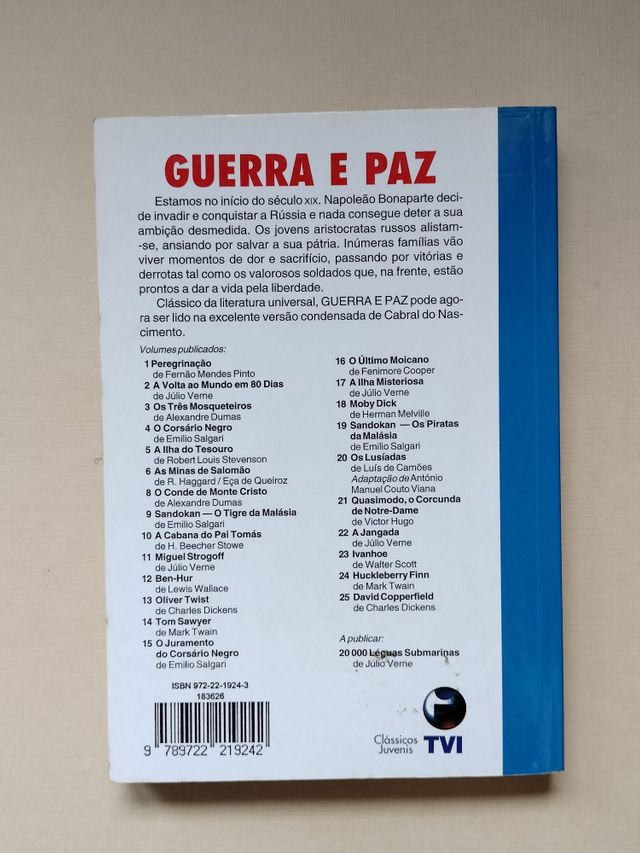 GUERRA E PAZ
Estamos no início do século XIX. Napoleão Bonaparte deci-
de invadir e conquistar a Rússia e nada consegue deter a sua
ambição desmedida. Os jovens aristocratas russos alistam-
-se, ansiando por salvar a sua pátria. Inúmeras famílias vão
viver momentos de dor e sacrifício, passando por vitórias e
derrotas tal como os valorosos soldados que, na frente, estão
prontos a dar a vida pela liberdade.
Clássico da literatura universal, GUERRA E PAZ pode ago-
ra ser lido na excelente versão condensada de Cabral do Nas-
cimento.
Volumes publicados:
1 Peregrinação
de Fernão Mendes Pinto
2 A Volta ao Mundo em 80 Dias
de Júlio Verne
3 Os Três Mosqueteiros
de Alexandre Dumas
4 O Corsário Negro
de Emilio Salgari
5 A Ilha do Tesouro
de Robert Louis Stevenson
6 As Minas de Salomão
de R. Haggard / Eça de Queiroz
8 O Conde de Monte Cristo
de Alexandre Dumas
9 Sandokan — O Tigre da Malásia
de Emilio Salgari
10 A Cabana do Pai Tomás
de H. Beecher Stowe
11 Miguel Strogoff
de Júlio Verne
12 Ben-Hur
de Lewis Wallace
13 Oliver Twist
de Charles Dickens
14 Tom Sawyer
de Mark Twain
15 O Juramento
do Corsário Negro
de Emilio Salgari
16 O Último Moicano
de Fenimore Cooper
17 A Ilha Misteriosa
de Júlio Verne
18 Moby Dick
de Herman Melville
19 Sandokan — Os Piratas
da Malásia
de Emilio Salgari
20 Os Lusíadas
de Luís de Camões
Adaptação de António
Manuel Couto Viana
21 Quasimodo, o Corcunda
de Notre-Dame
de Victor Hugo
22 A Jangada
de Júlio Verne
23 Ivanhoe
de Walter Scott
24 Huckleberry Finn
de Mark Twain
25 David Copperfield
de Charles Dickens
A publicar:
20 000 Léguas Submarinas
de Júlio Verne
ISBN 972-22-1924-3
183626
9 789722 219242
Clássicos
Juvenis
TVI